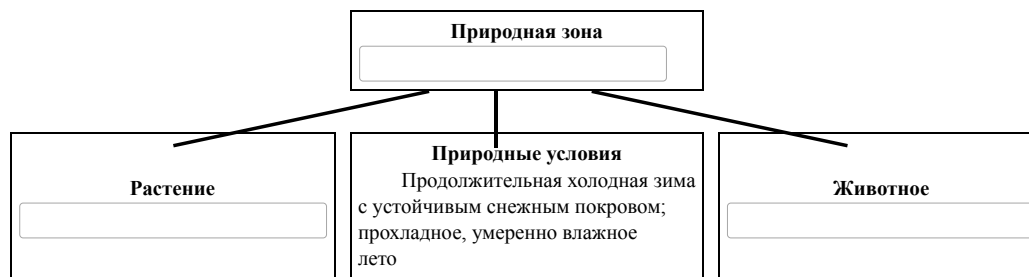 Природная зона
Растение
Природные условия
Продолжительная холодная зима
с устойчивым снежным покровом;
прохладное, умеренно влажное
лето
Животное